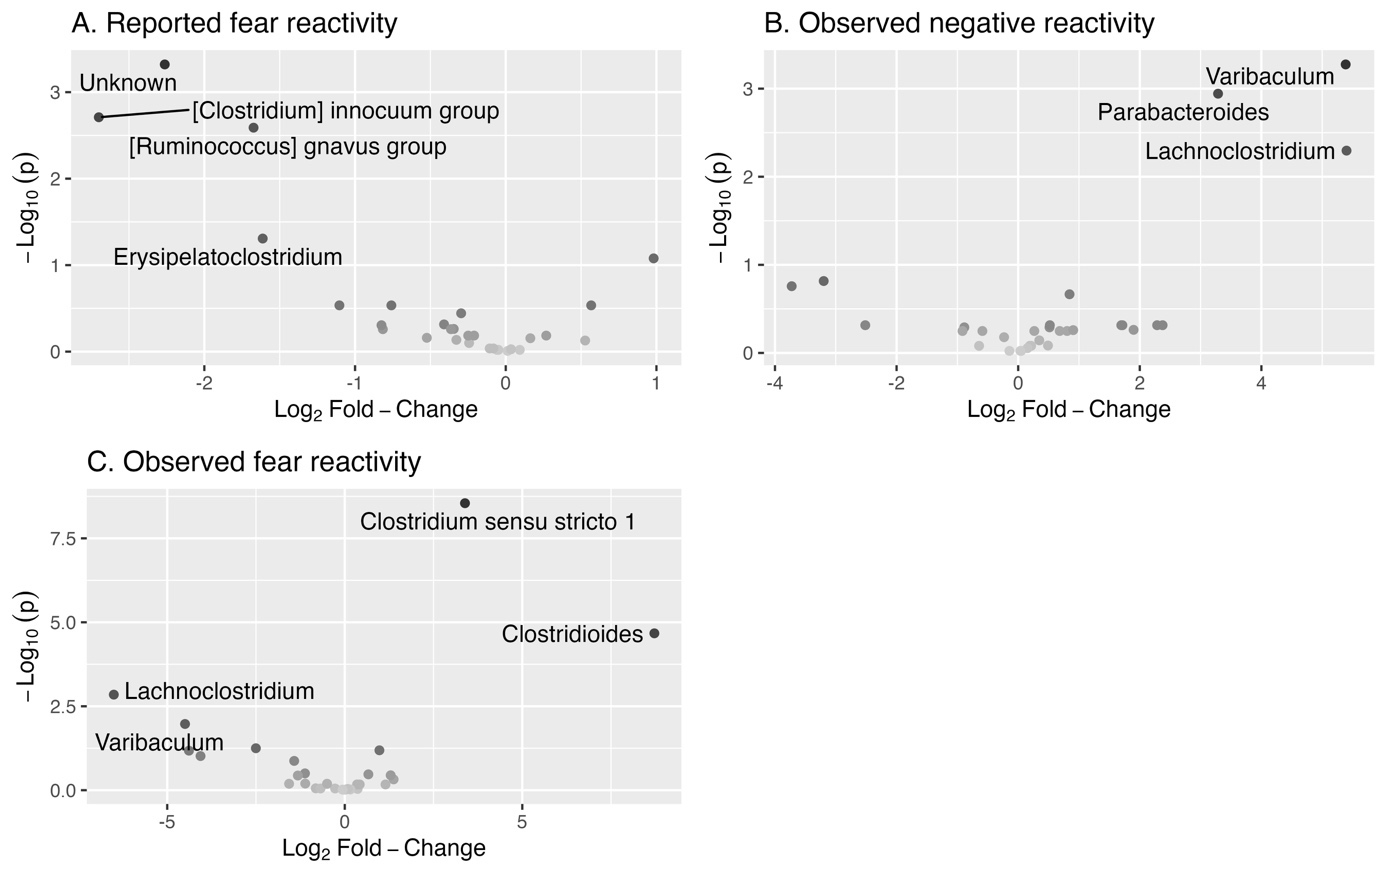 A. Reported fear reactivity
Unknown
[Clostridium] innocuum group
[Ruminococcus] gnavus group
Erysipelatoclostridium
3
2
1
0
-2
-1
0
1
−Log10 (p)
Log2 Fold−Change
B. Observed negative reactivity
Varibaculum
Parabacteroides
Lachnoclostridium
3
2
1
0
-4
-2
0
2
4
−Log10 (p)
Log2 Fold−Change
C. Observed fear reactivity
Clostridium sensu stricto 1
Clostridioides
Lachnoclostridium
Varibaculum
7.5
5.0
2.5
0.0
-5
0
5
−Log10 (p)
Log2 Fold−Change